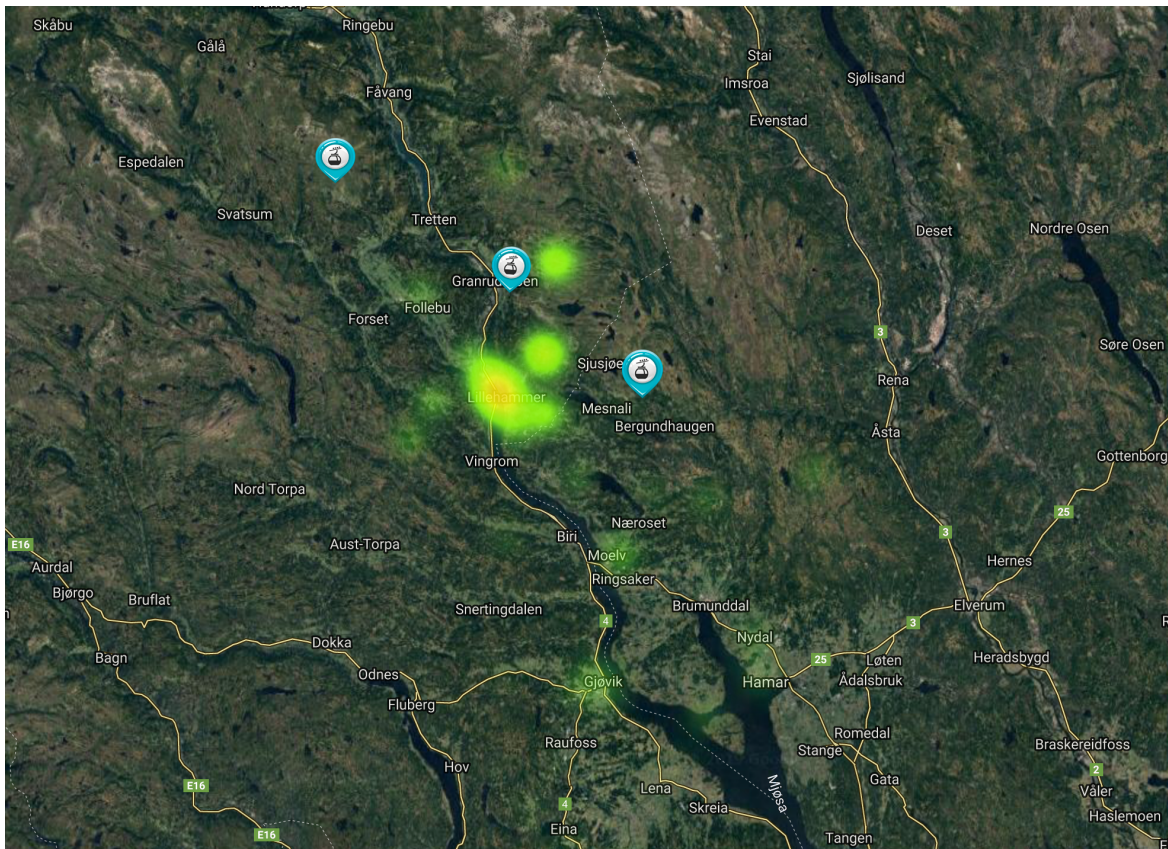 Skåbu
Ringebu
Gålå
Stai
Imsroa
Sjølisand
Fåvang
Evenstad
Espedalen
Svatsum
Tretten
Deset
Nordre Osen
Follebu
Forset
3
Søre Osen
Rena
Lillehammer
Mesnali
Bergundhaugen
Åsta
Vingrom
Gottenborg
Nord Torpa
25
Næroset
3
E16
Biri
Aust-Torpa
Moelv
Hernes
Aurdal
Ringsaker
Bjørgo
Bruflat
Snertingdalen
Brumunddal
Elverum
4
3
Nydal
Dokka
Bagn
25
Løten
Heradsbygd
Odnes
Gjøvik
Hamar
Ådalsbruk
Fluberg
Romedal
Raufoss
Stange
Braskereidfoss
Hov
2
Gata
E16
Lena
Mjøsa
Våler
4
Skreia
Haslemoen
Eina
E16
Tangen